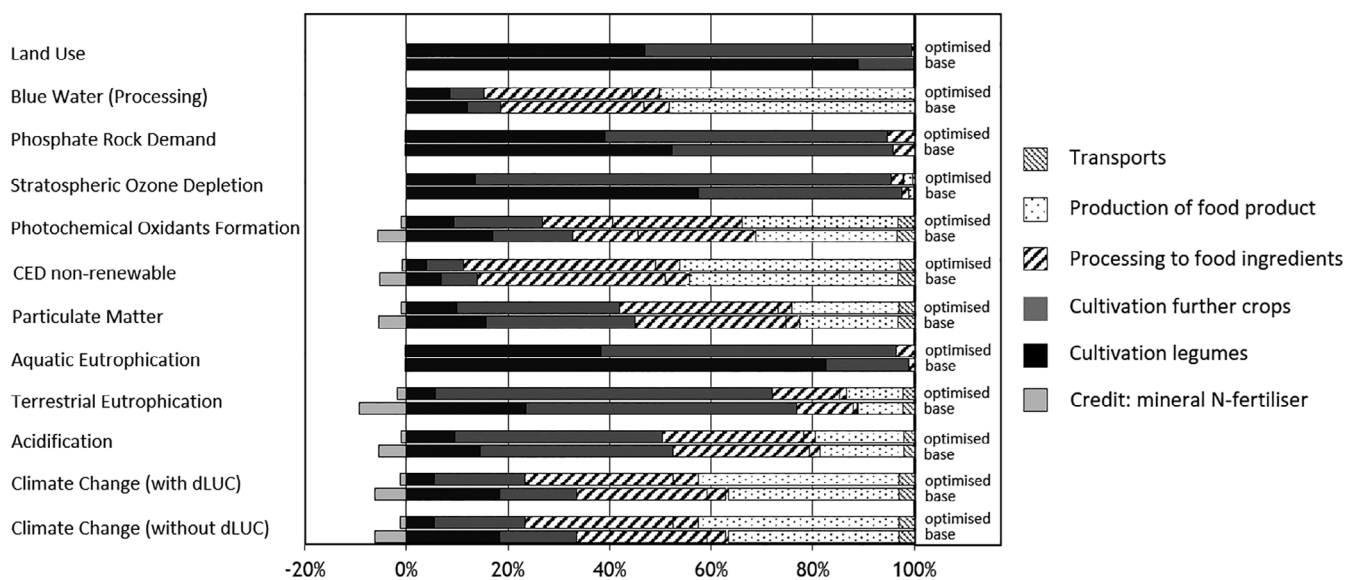 Land Use
optimised
base
Blue Water (Processing)
optimised
base
Phosphate Rock Demand
optimised
base
Stratospheric Ozone Depletion
optimised
base
Photochemical Oxidants Formation
optimised
base
CED non-renewable
optimised
base
Particulate Matter
optimised
base
Aquatic Eutrophication
optimised
base
Terrestrial Eutrophication
optimised
base
Acidification
optimised
base
Climate Change (with dLUC)
optimised
base
Climate Change (without dLUC)
optimised
base
-20% 0% 20% 40% 60% 80% 100%
Transports
Production of food product
Processing to food ingredients
Cultivation further crops
Cultivation legumes
Credit: mineral N-fertiliser